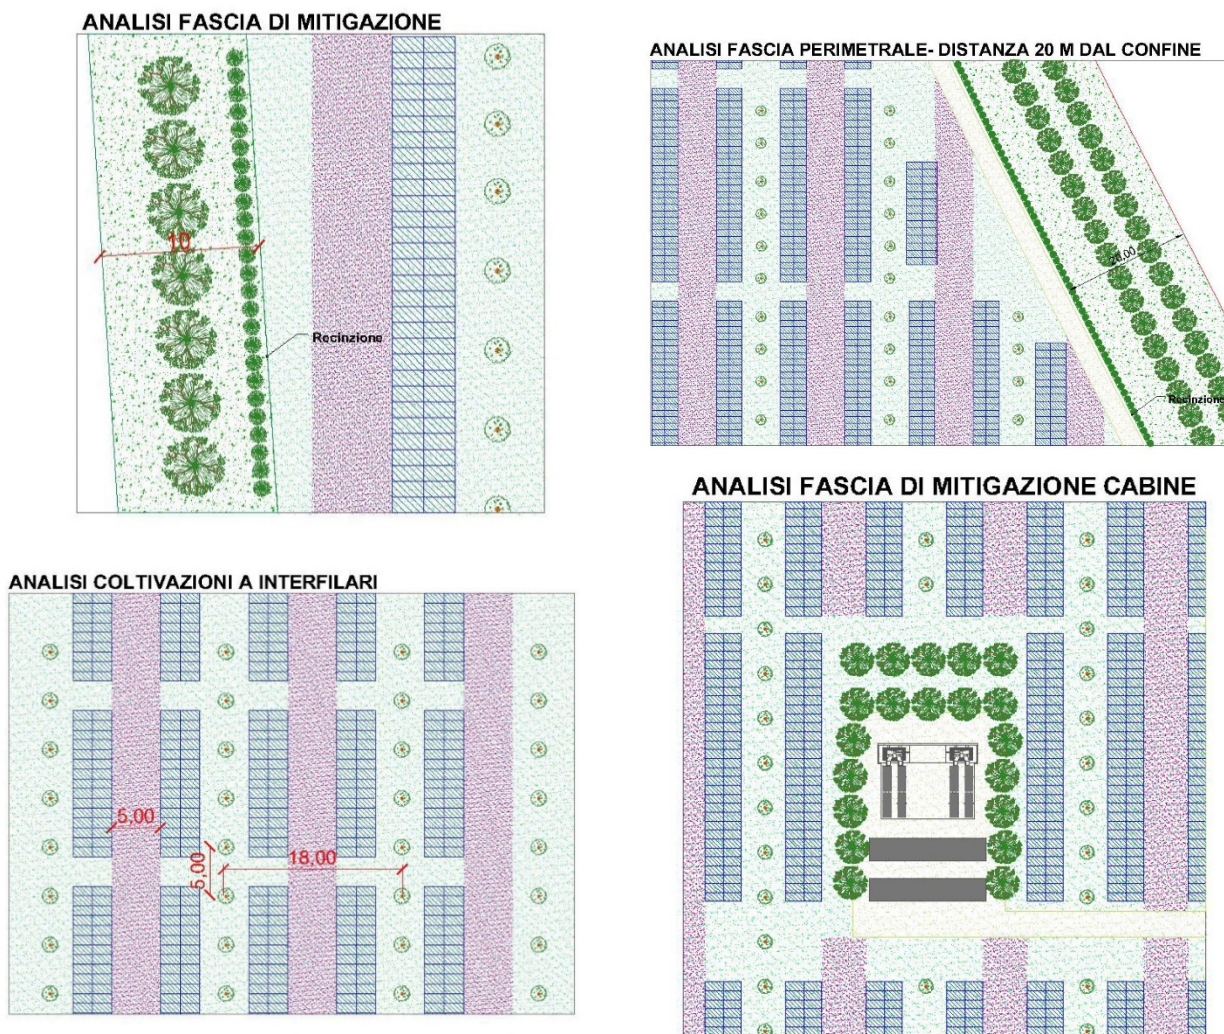 ANALISI FASCIA DI MITIGAZIONE
10
Recinzione
ANALISI FASCIA PERIMETRALE- DISTANZA 20 M DAL CONFINE
20,00
Recinzione
ANALISI COLTIVAZIONI A INTERFILARI
5,00
5,00
18,00
ANALISI FASCIA DI MITIGAZIONE CABINE